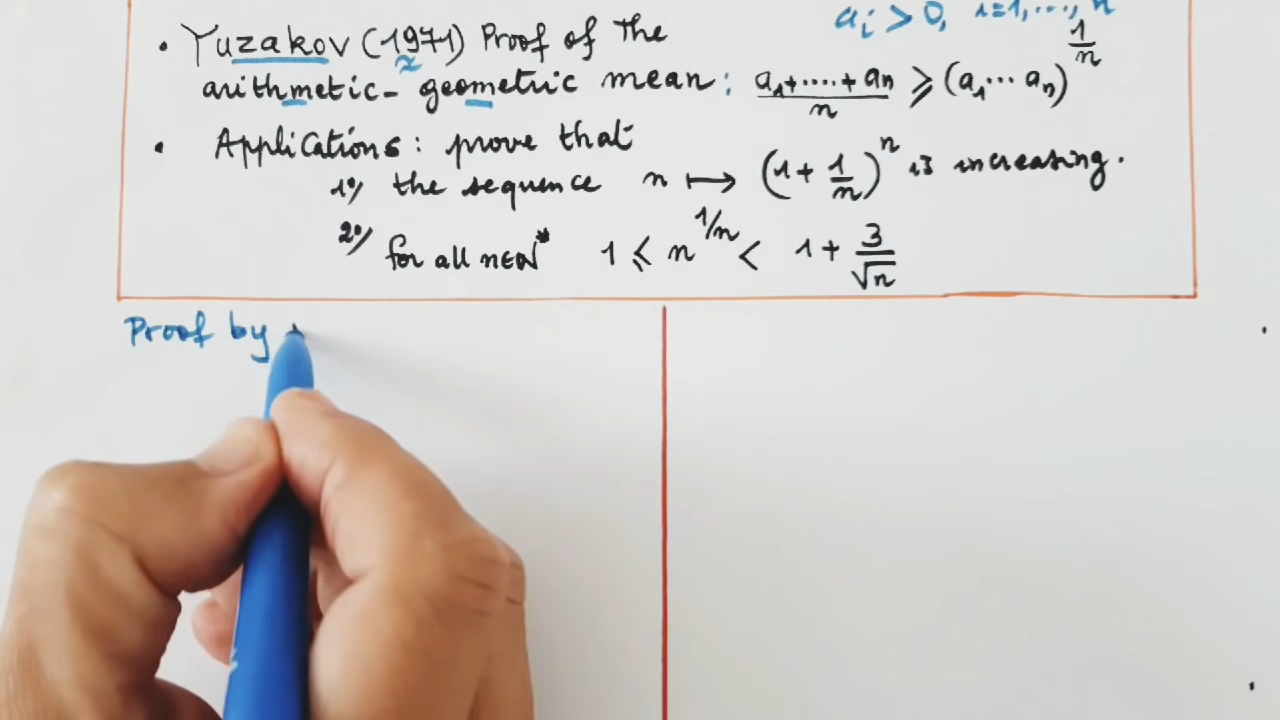 aᵢ > 0, i=1,...., n
• Yuzakov (1971) Proof of the
arithmetic-geometric mean: (a₁+....+aₙ)/n ⩾ (a₁... aₙ)^(1/n)
• Applications: prove that
1°/ the sequence n ↦ (1 + 1/n)ⁿ is increasing.
2°/ for all n∈ℕ* 1 ⩽ n^(1/n) < 1 + 3/√n
Proof by